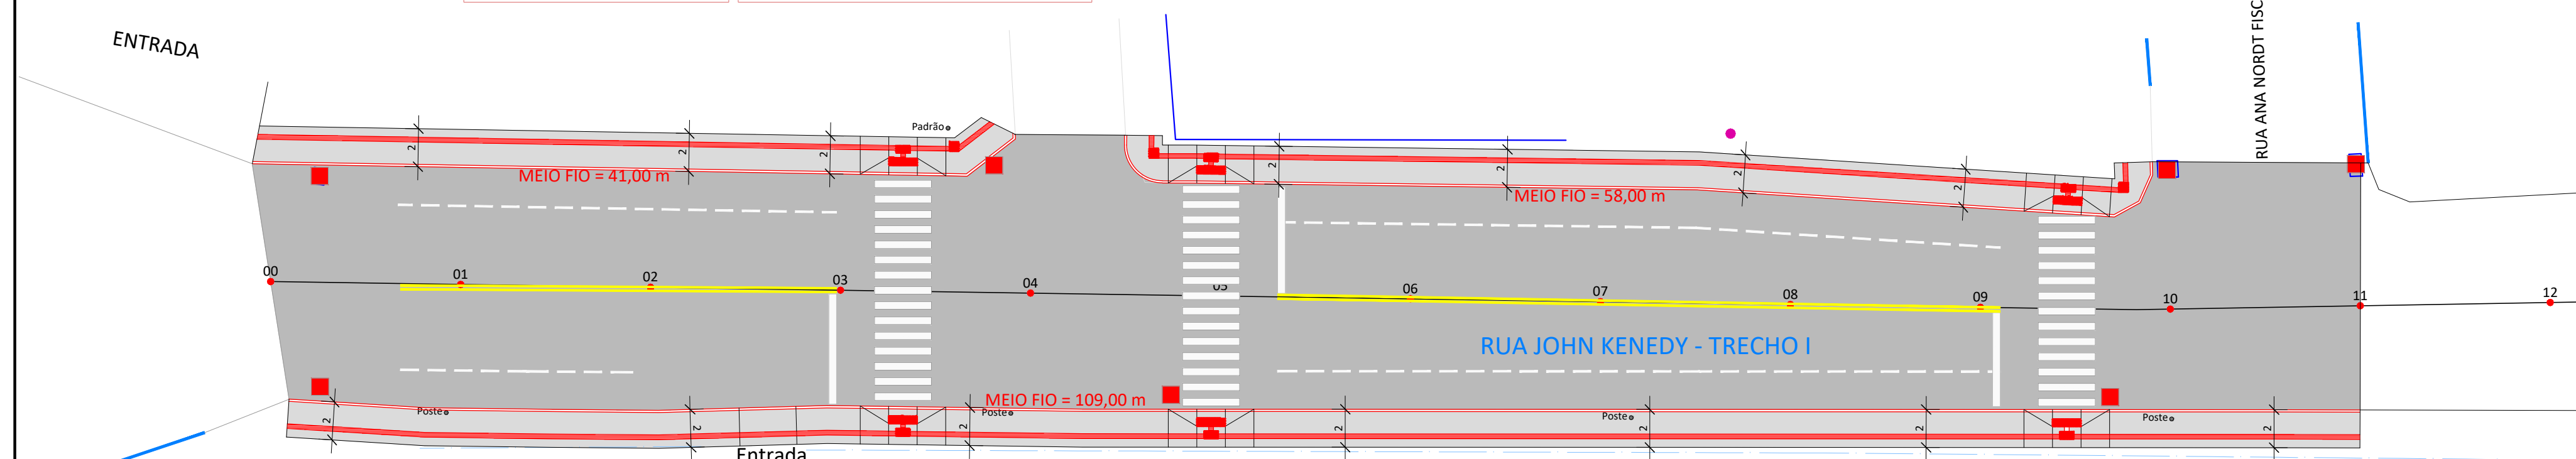 ENTRADA
RUA ANA NORDT FISC
Padrão
2
2
2
2
2
2
2
MEIO FIO = 41,00 m
MEIO FIO = 58,00 m
00
01
02
03
04
05
06
07
08
09
10
11
12
RUA JOHN KENEDY - TRECHO I
MEIO FIO = 109,00 m
Poste
Poste
Poste
Poste
2
2
2
2
2
2
2
Entrada